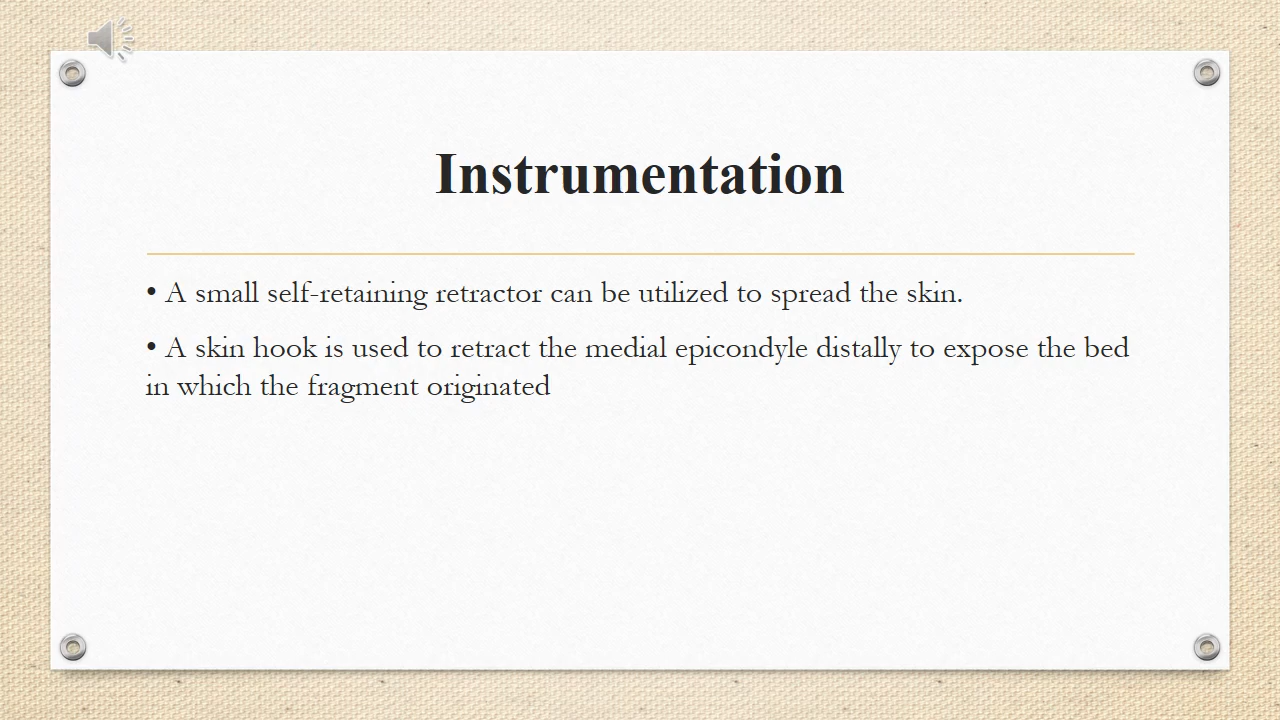 Instrumentation
• A small self-retaining retractor can be utilized to spread the skin.
• A skin hook is used to retract the medial epicondyle distally to expose the bed
in which the fragment originated